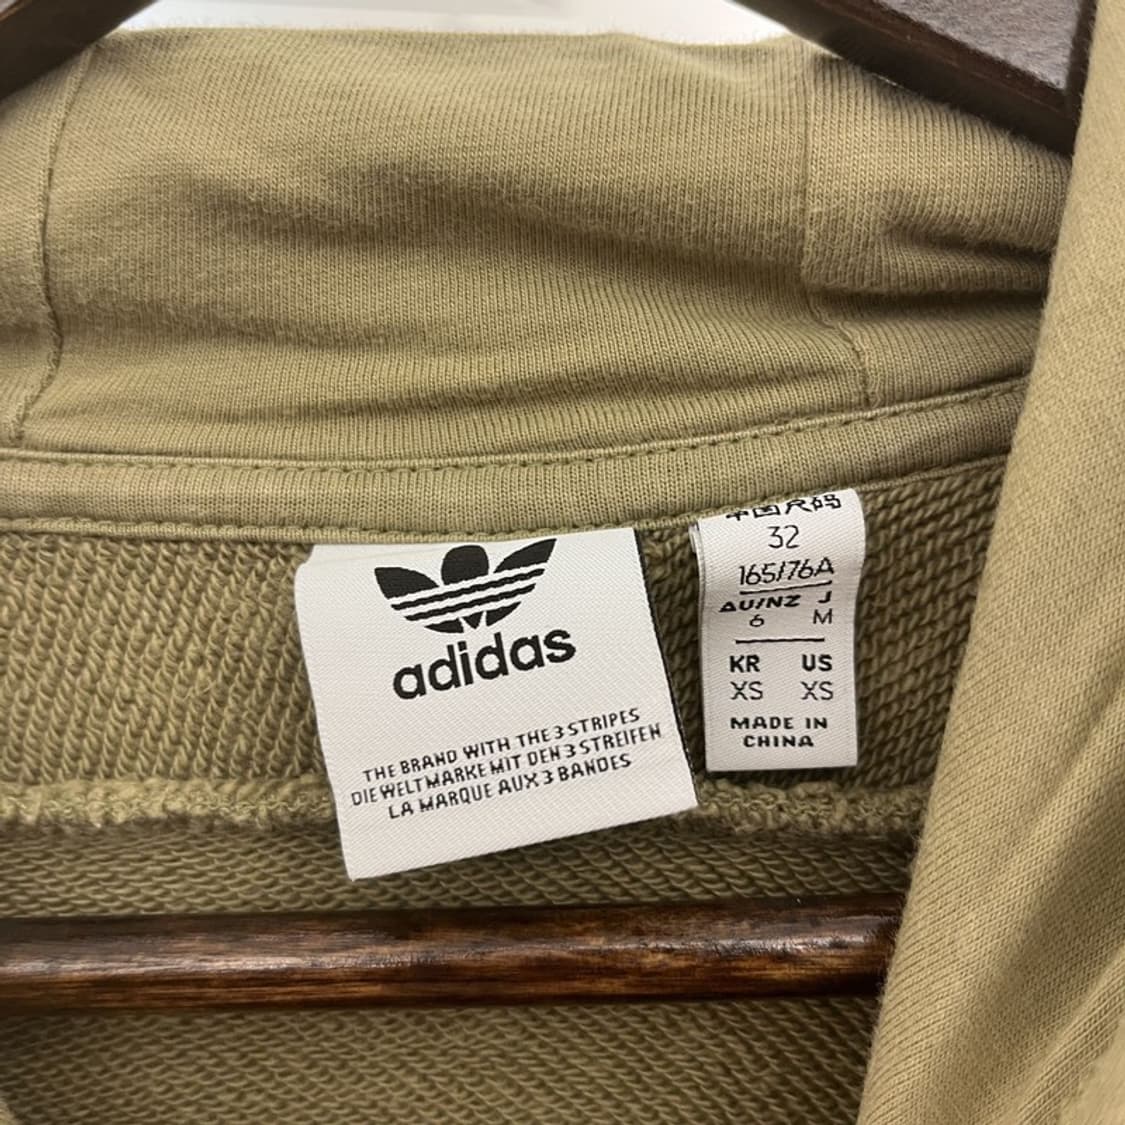 adidas
THE BRAND WITH THE 3 STRIPES
DIE WELTMARKE MIT DEN 3 STREIFEN
LA MARQUE AUX 3 BANDES
中国尺码
32
165/76A
AU/NZ J
6 M
KR US
XS XS
MADE IN
CHINA